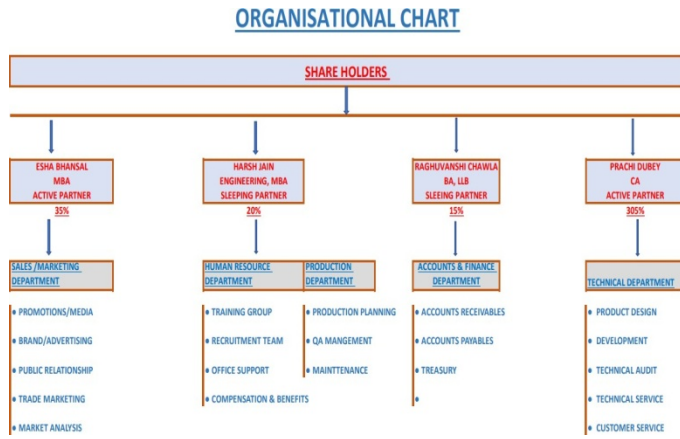 ORGANISATIONAL CHART
SHARE HOLDERS
ESHA BHANSAL
MBA
ACTIVE PARTNER
35%
HARSH JAIN
ENGINEERING, MBA
SLEEPING PARTNER
20%
RAGHUVANSHI CHAWLA
BA, LLB
SLEEING PARTNER
15%
PRACHI DUBEY
CA
ACTIVE PARTNER
305%
SALES /MARKETING
DEPARTMENT
• PROMOTIONS/MEDIA
• BRAND/ADVERTISING
• PUBLIC RELATIONSHIP
• TRADE MARKETING
• MARKET ANALYSIS
HUMAN RESOURCE
DEPARTMENT
• TRAINING GROUP
• RECRUITMENT TEAM
• OFFICE SUPPORT
• COMPENSATION & BENEFITS
PRODUCTION
DEPARTMENT
• PRODUCTION PLANNING
• QA MANGEMENT
• MAINTTENANCE
ACCOUNTS & FINANCE
DEPARTMENT
• ACCOUNTS RECEIVABLES
• ACCOUNTS PAYABLES
• TREASURY
•
TECHNICAL DEPARTMENT
• PRODUCT DESIGN
• DEVELOPMENT
• TECHNICAL AUDIT
• TECHNICAL SERVICE
• CUSTOMER SERVICE